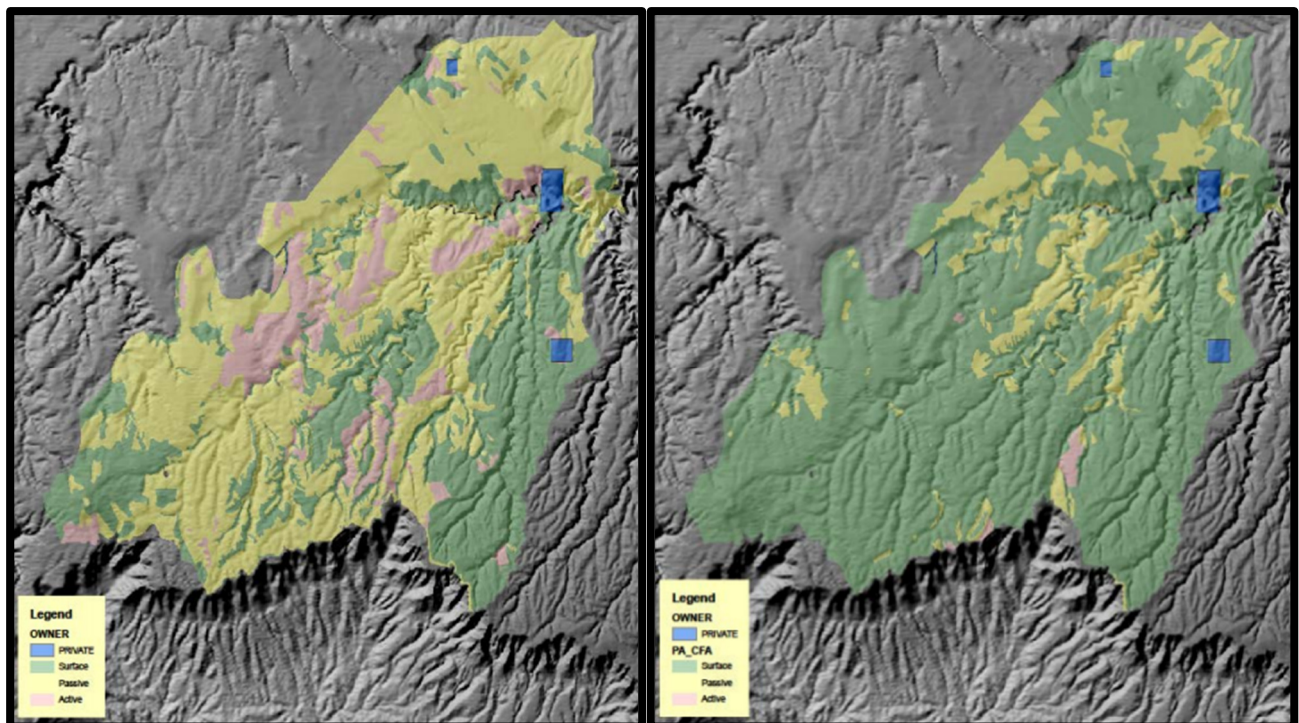 Legend
OWNER
PRIVATE
Surface
Passive
Active
Legend
OWNER
PRIVATE
PA_CFA
Surface
Passive
Active